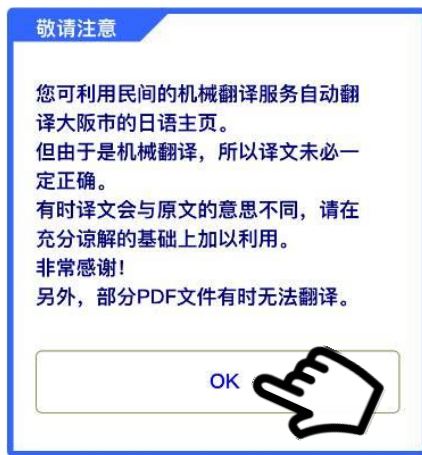 敬请注意
您可利用民间的机械翻译服务自动翻
译大阪市的日语主页。
但由于是机械翻译，所以译文未必一
定正确。
有时译文会与原文的意思不同，请在
充分谅解的基础上加以利用。
非常感谢!
另外，部分PDF文件有时无法翻译。
OK